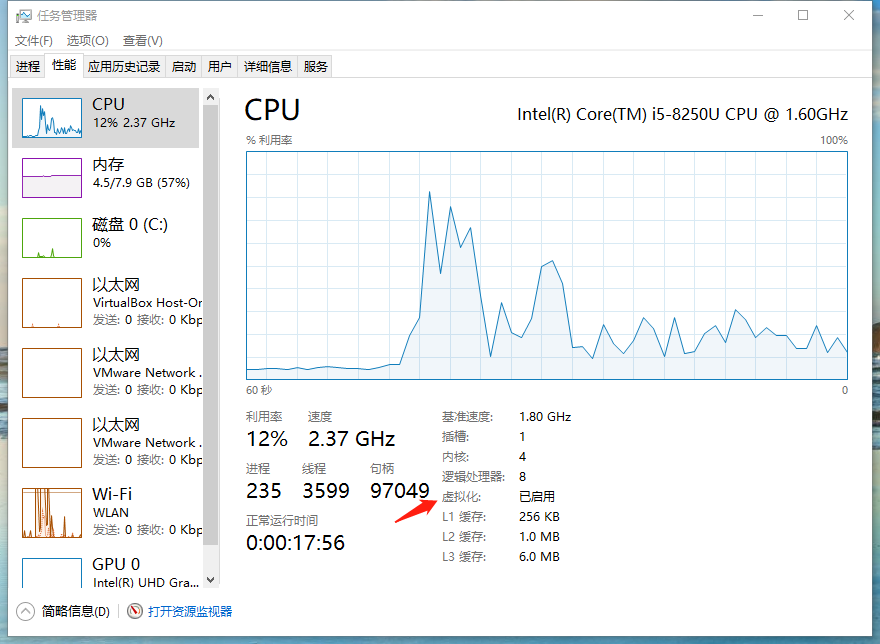 任务管理器
文件(F) 选项(O) 查看(V)
进程 性能 应用历史记录 启动 用户 详细信息 服务
CPU
12% 2.37 GHz
内存
4.5/7.9 GB (57%)
磁盘 0 (C:)
0%
以太网
VirtualBox Host-Or
发送: 0 接收: 0 Kbp
以太网
VMware Network .
发送: 0 接收: 0 Kbp
以太网
VMware Network .
发送: 0 接收: 0 Kbp
Wi-Fi
WLAN
发送: 0 接收: 0 Kbp
GPU 0
Intel(R) UHD Gra...
CPU
Intel(R) Core(TM) i5-8250U CPU @ 1.60GHz
% 利用率 100%
60 秒 0
利用率 速度
12% 2.37 GHz
进程 线程 句柄
235 3599 97049
正常运行时间
0:00:17:56
基准速度: 1.80 GHz
插槽: 1
内核: 4
逻辑处理器: 8
虚拟化: 已启用
L1 缓存: 256 KB
L2 缓存: 1.0 MB
L3 缓存: 6.0 MB
简略信息(D) 打开资源监视器